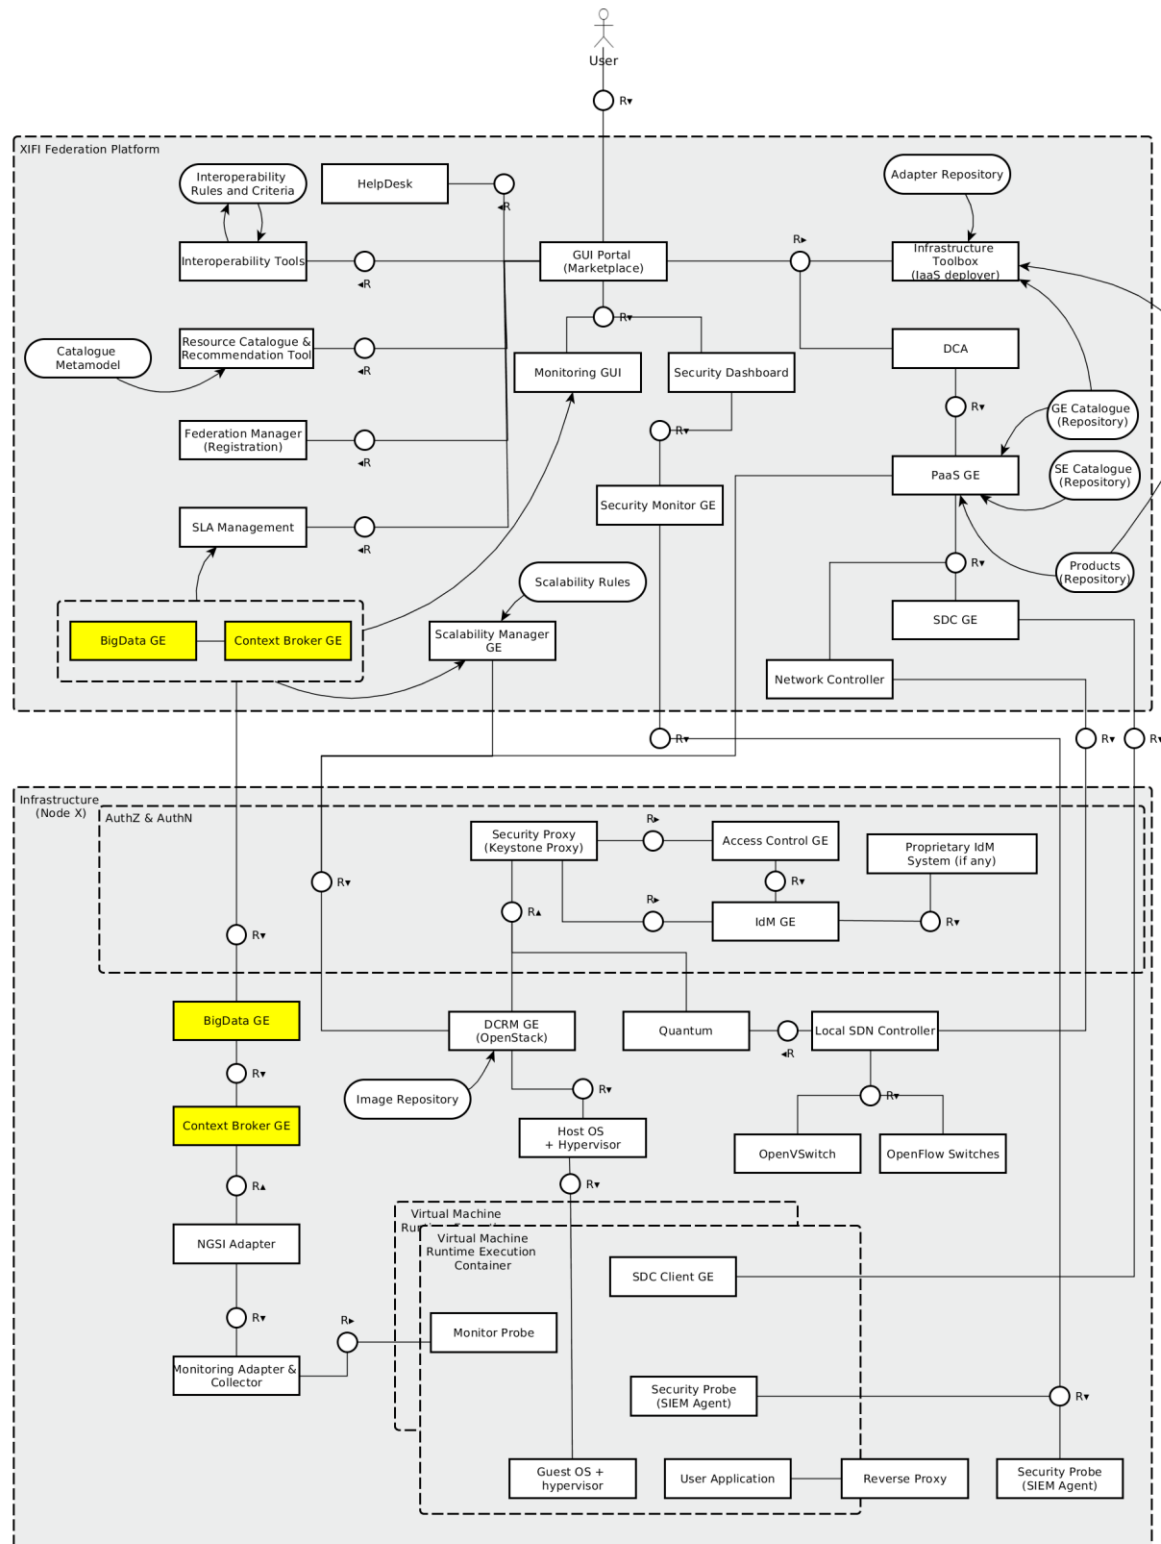 User
R▾
XIFI Federation Platform
Interoperability
Rules and Criteria
HelpDesk
◂R
Adapter Repository
Interoperability Tools
◂R
GUI Portal
(Marketplace)
R▸
Infrastructure
Toolbox
(IaaS deployer)
R▾
Catalogue
Metamodel
Resource Catalogue &
Recommendation Tool
◂R
Monitoring GUI
Security Dashboard
DCA
R▾
GE Catalogue
(Repository)
Federation Manager
(Registration)
◂R
R▾
PaaS GE
SE Catalogue
(Repository)
SLA Management
◂R
Security Monitor GE
R▾
Products
(Repository)
Scalability Rules
BigData GE
Context Broker GE
Scalability Manager
GE
SDC GE
Network Controller
R▾
R▾
R▾
Infrastructure
(Node X)
AuthZ & AuthN
Security Proxy
(Keystone Proxy)
R▸
Access Control GE
Proprietary IdM
System (if any)
R▾
R▾
R▴
R▸
IdM GE
R▾
R▾
BigData GE
DCRM GE
(OpenStack)
Quantum
◂R
Local SDN Controller
R▾
Image Repository
R▾
R▾
Context Broker GE
Host OS
+ Hypervisor
OpenVSwitch
OpenFlow Switches
R▴
R▾
Virtual Machine
Virtual Machine
Runtime Execution
Container
NGSI Adapter
SDC Client GE
R▾
R▸
Monitor Probe
Monitoring Adapter &
Collector
Security Probe
(SIEM Agent)
R▾
Guest OS +
hypervisor
User Application
Reverse Proxy
Security Probe
(SIEM Agent)